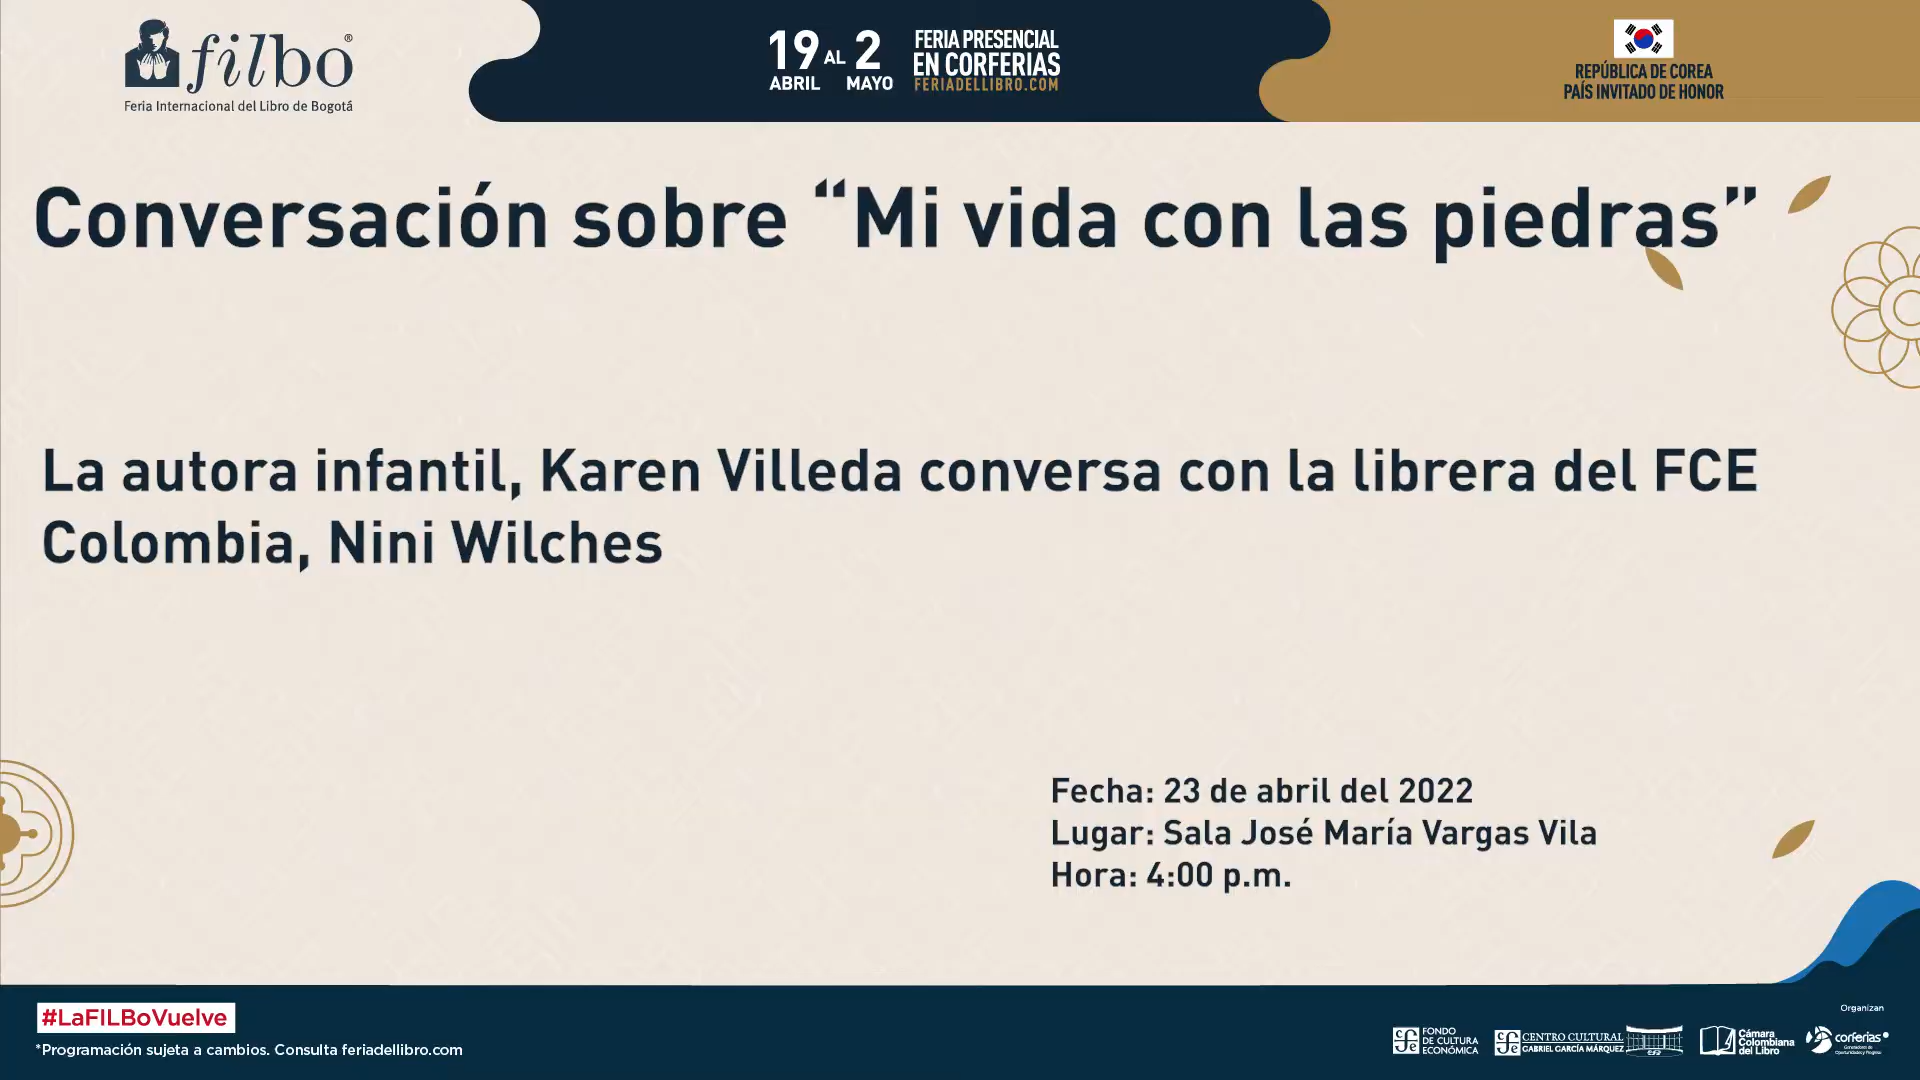 filbo®
Feria Internacional del Libro de Bogotá
19 AL 2
ABRIL MAYO
FERIA PRESENCIAL
EN CORFERIAS
FERIADELLIBRO.COM
REPÚBLICA DE COREA
PAÍS INVITADO DE HONOR
Conversación sobre “Mi vida con las piedras”
La autora infantil, Karen Villeda conversa con la librera del FCE
Colombia, Nini Wilches
Fecha: 23 de abril del 2022
Lugar: Sala José María Vargas Vila
Hora: 4:00 p.m.
#LaFILBoVuelve
*Programación sujeta a cambios. Consulta feriadellibro.com
Organizan
FONDO
DE CULTURA
ECONÓMICA
CENTRO CULTURAL
GABRIEL GARCÍA MÁRQUEZ
Cámara
Colombiana
del Libro
corferias